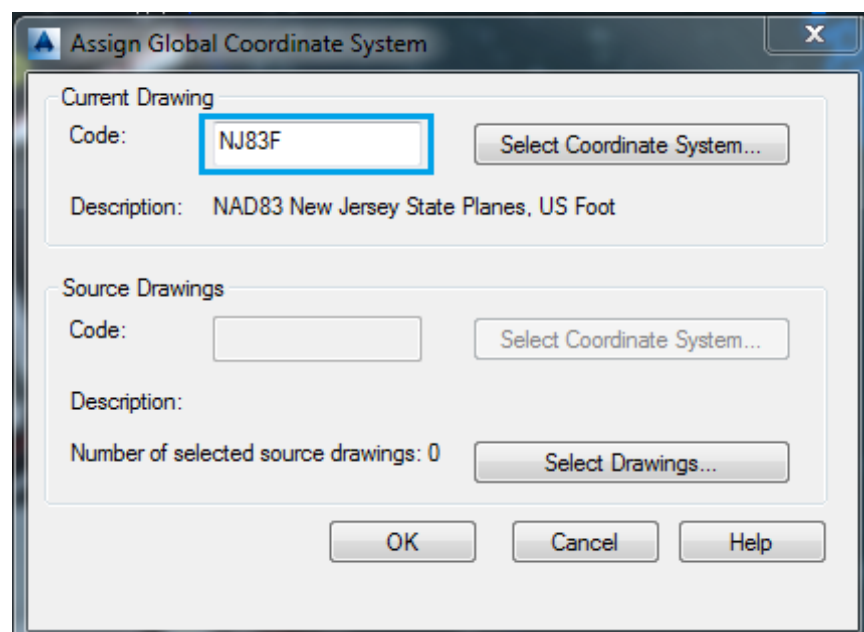 Assign Global Coordinate System
x
Current Drawing
Code: NJ83F Select Coordinate System...
Description: NAD83 New Jersey State Planes, US Foot
Source Drawings
Code: Select Coordinate System...
Description:
Number of selected source drawings: 0 Select Drawings...
OK Cancel Help